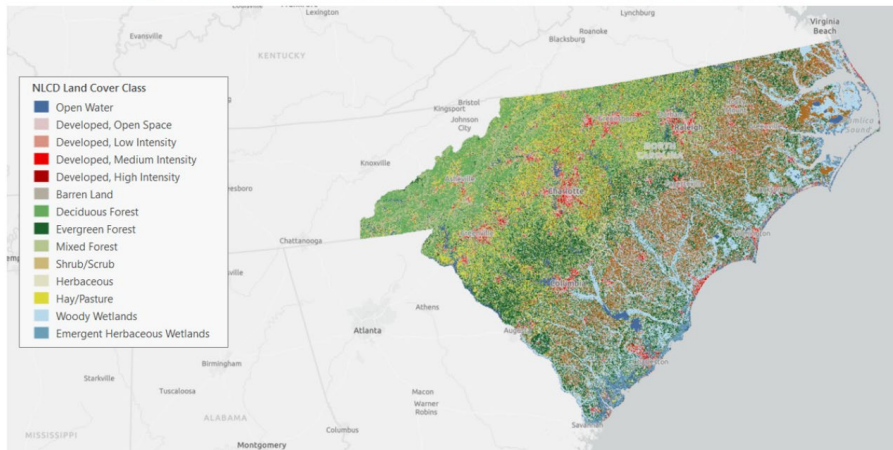 Lexington
Lynchburg
Virginia
Beach
Evansville
Roanoke
Blacksburg
KENTUCKY
NLCD Land Cover Class
Open Water
Developed, Open Space
Developed, Low Intensity
Developed, Medium Intensity
Developed, High Intensity
Barren Land
Deciduous Forest
Evergreen Forest
Mixed Forest
Shrub/Scrub
Herbaceous
Hay/Pasture
Woody Wetlands
Emergent Herbaceous Wetlands
Bristol
Kingsport
Johnson
City
Sound
NORTH
CAROLINA
Knoxville
Charlotte
Chattanooga
Athens
Atlanta
Birmingham
Starkville
Tuscaloosa
Macon
Warner
Robins
ALABAMA
Columbus
Savannah
MISSISSIPPI
Montgomery